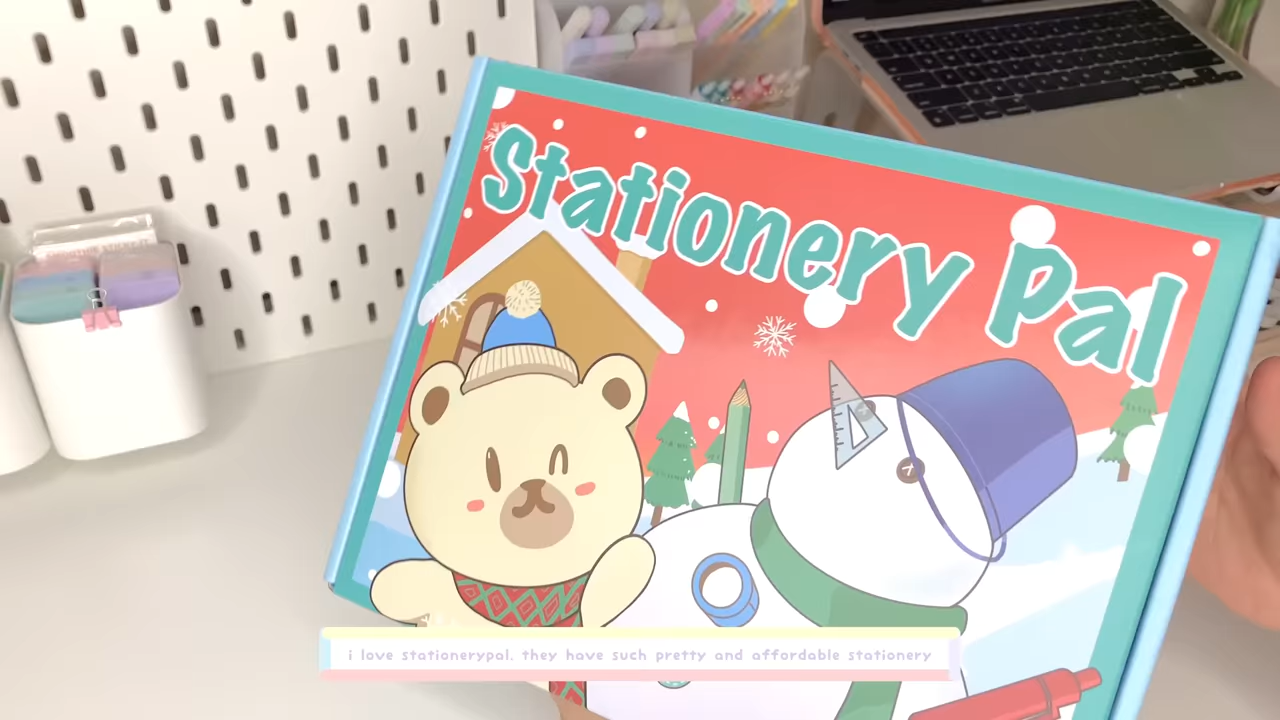 Stationery Pal
i love stationerypal. they have such pretty and affordable stationery